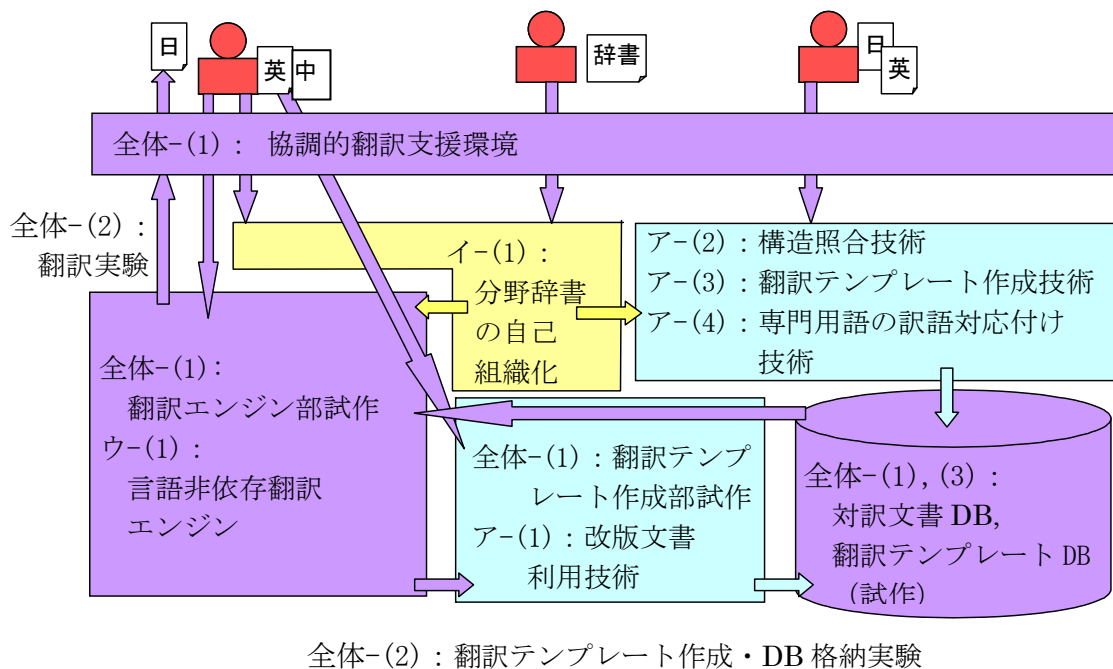 日
英
中
辞書
日
英
全体-(1)： 協調的翻訳支援環境
全体-(2)：
翻訳実験
イ-(1)：
分野辞書
の自己
組織化
ア-(2)：構造照合技術
ア-(3)：翻訳テンプレート作成技術
ア-(4)：専門用語の訳語対応付け
技術
全体-(1)：
翻訳エンジン部試作
ウ-(1)：
言語非依存翻訳
エンジン
全体-(1)：翻訳テンプ
レート作成部試作
ア-(1)：改版文書
利用技術
全体-(1),(3)：
対訳文書 DB,
翻訳テンプレート DB
(試作)
全体-(2)：翻訳テンプレート作成・DB 格納実験